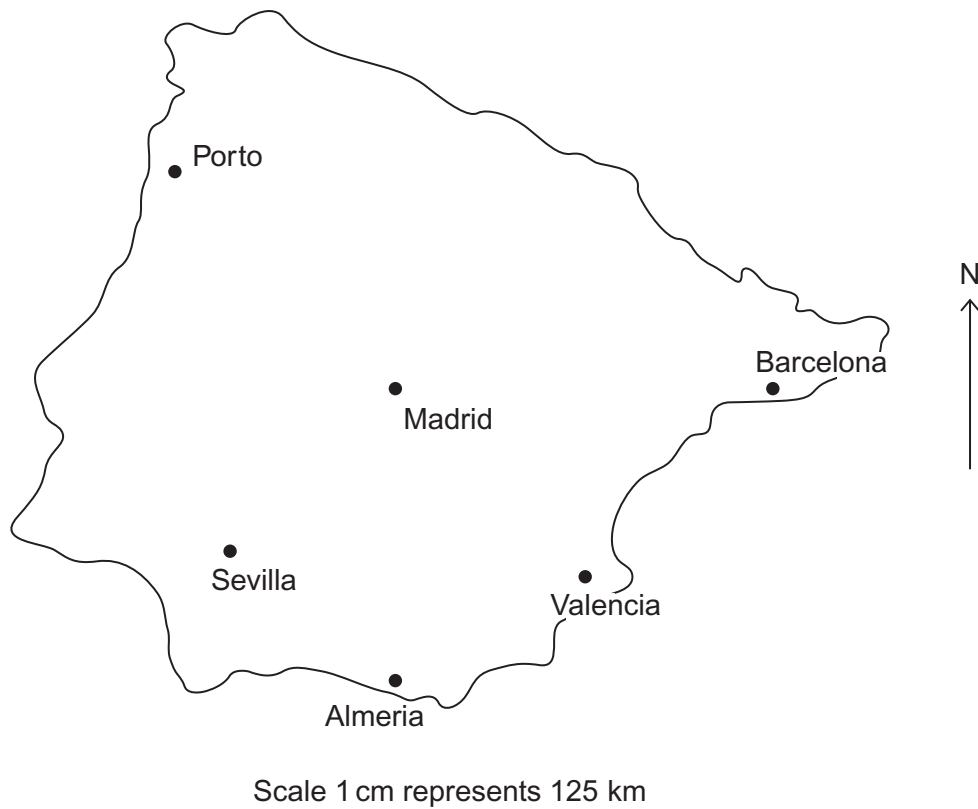 Porto
N
Barcelona
Madrid
Sevilla
Valencia
Almeria
Scale 1 cm represents 125 km